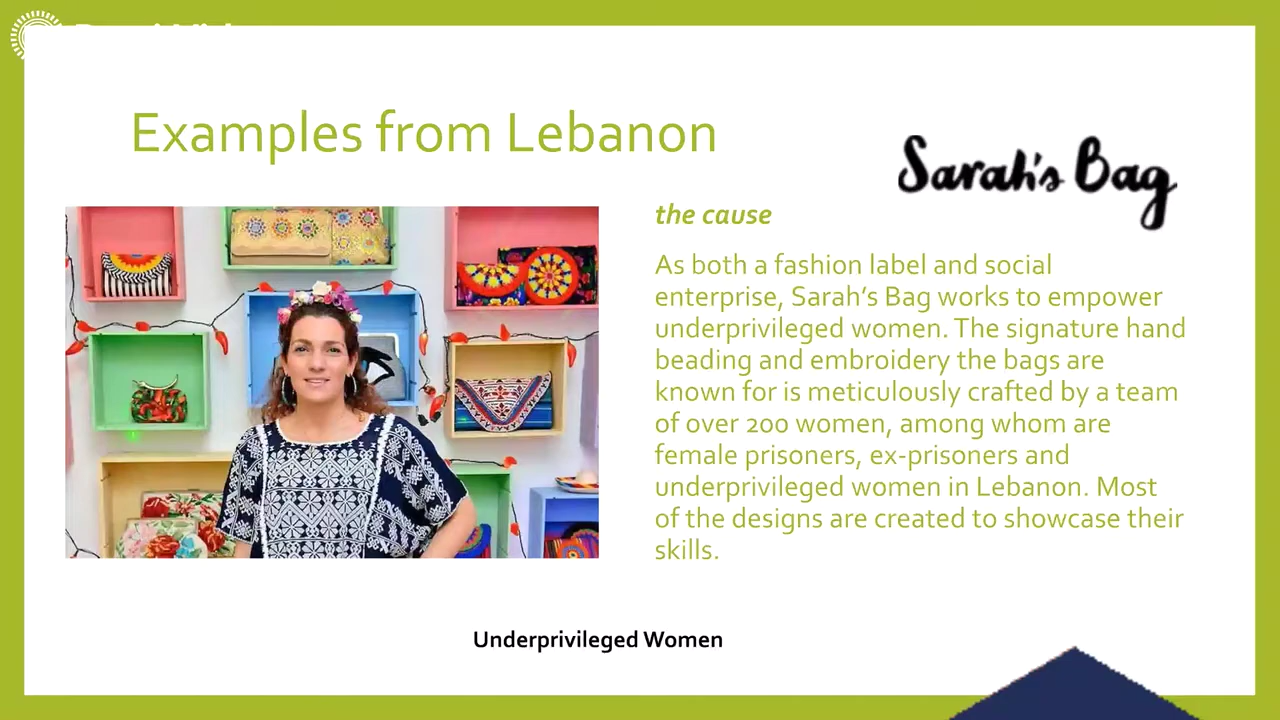 Examples from Lebanon
Sarah's Bag
the cause
As both a fashion label and social
enterprise, Sarah’s Bag works to empower
underprivileged women. The signature hand
beading and embroidery the bags are
known for is meticulously crafted by a team
of over 200 women, among whom are
female prisoners, ex-prisoners and
underprivileged women in Lebanon. Most
of the designs are created to showcase their
skills.
Underprivileged Women